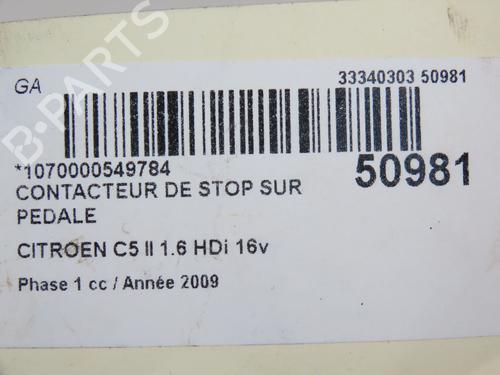 GA
33340303 50981
*1070000549784
50981
CONTACTEUR DE STOP SUR
PEDALE
CITROEN C5 II 1.6 HDi 16v
Phase 1 cc / Année 2009
B-PARTS